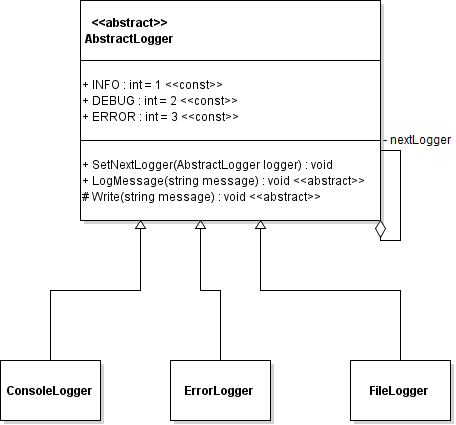 <<abstract>>
AbstractLogger
+ INFO : int = 1 <<const>>
+ DEBUG : int = 2 <<const>>
+ ERROR : int = 3 <<const>>
- nextLogger
+ SetNextLogger(AbstractLogger logger) : void
+ LogMessage(string message) : void <<abstract>>
# Write(string message) : void <<abstract>>
ConsoleLogger
ErrorLogger
FileLogger